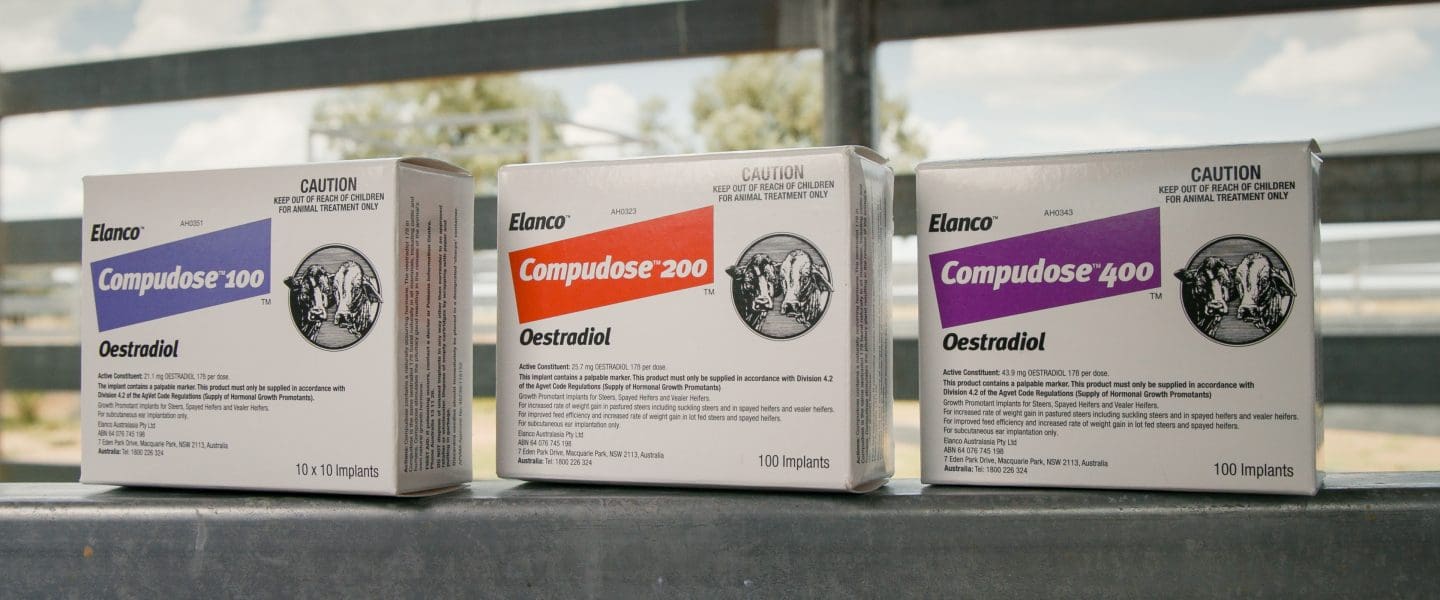 CAUTION
KEEP OUT OF REACH OF CHILDREN
FOR ANIMAL TREATMENT ONLY
AH0351
Elanco™
Compudose™100
TM
Oestradiol
Active Constituent: 21.1 mg OESTRADIOL 17ß per dose.
The implant contains a palpable marker. This product must only be supplied in accordance with
Division 4.2 of the AgVet Code Regulations (Supply of Hormonal Growth Promotants).
Growth Promotant Implants for Steers, Spayed Heifers and Vealer Heifers.
For subcutaneous ear implantation only.
Elanco Australasia Pty Ltd
ABN 64 076 745 198
7 Eden Park Drive, Macquarie Park, NSW 2113, Australia
Australia: Tel: 1800 226 324
10 x 10 Implants
CAUTION
KEEP OUT OF REACH OF CHILDREN
FOR ANIMAL TREATMENT ONLY
AH0323
Elanco™
Compudose™200
TM
Oestradiol
Active Constituent: 25.7 mg OESTRADIOL 17ß per dose.
This implant contains a palpable marker. This product must only be supplied in accordance with Division 4.2
of the Agvet Code Regulations (Supply of Hormonal Growth Promotants).
Growth Promotant Implants for Steers, Spayed Heifers and Vealer Heifers.
For increased rate of weight gain in pastured steers including suckling steers and in spayed heifers and vealer heifers.
For improved feed efficiency and increased rate of weight gain in lot fed steers and spayed heifers.
For subcutaneous ear implantation only.
Elanco Australasia Pty Ltd
ABN 64 076 745 198
7 Eden Park Drive, Macquarie Park, NSW 2113, Australia
Australia: Tel: 1800 226 324
100 Implants
CAUTION
KEEP OUT OF REACH OF CHILDREN
FOR ANIMAL TREATMENT ONLY
AH0343
Elanco™
Compudose™400
TM
Oestradiol
Active Constituent: 43.9 mg OESTRADIOL 17ß per dose.
This product contains a palpable marker. This product must only be supplied in accordance with
Division 4.2 of the AgVet Code Regulations (Supply of Hormonal Growth Promotants)
Growth Promotant Implants for Steers, Spayed Heifers and Vealer Heifers.
For increased rate of weight gain in pastured steers including suckling steers and in spayed heifers and vealer heifers.
For improved feed efficiency and increased rate of weight gain in lot fed steers and spayed heifers.
For subcutaneous ear implantation only.
Elanco Australasia Pty Ltd
ABN 64 076 745 198
7 Eden Park Drive, Macquarie Park, NSW 2113, Australia
Australia: Tel: 1800 226 324
100 Implants